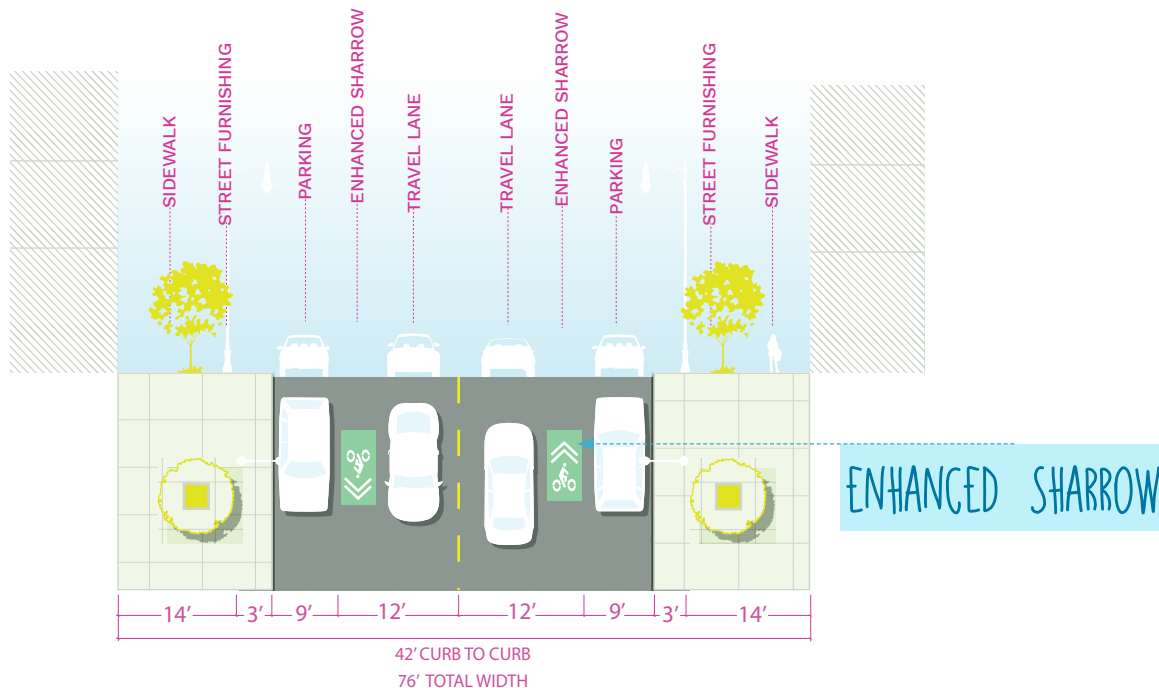 SIDEWALK
STREET FURNISHING
PARKING
ENHANCED SHARROW
TRAVEL LANE
TRAVEL LANE
ENHANCED SHARROW
PARKING
STREET FURNISHING
SIDEWALK
ENHANCED SHARROW
14’ 3’ 9’ 12’ 12’ 9’ 3’ 14’
42’ CURB TO CURB
76’ TOTAL WIDTH